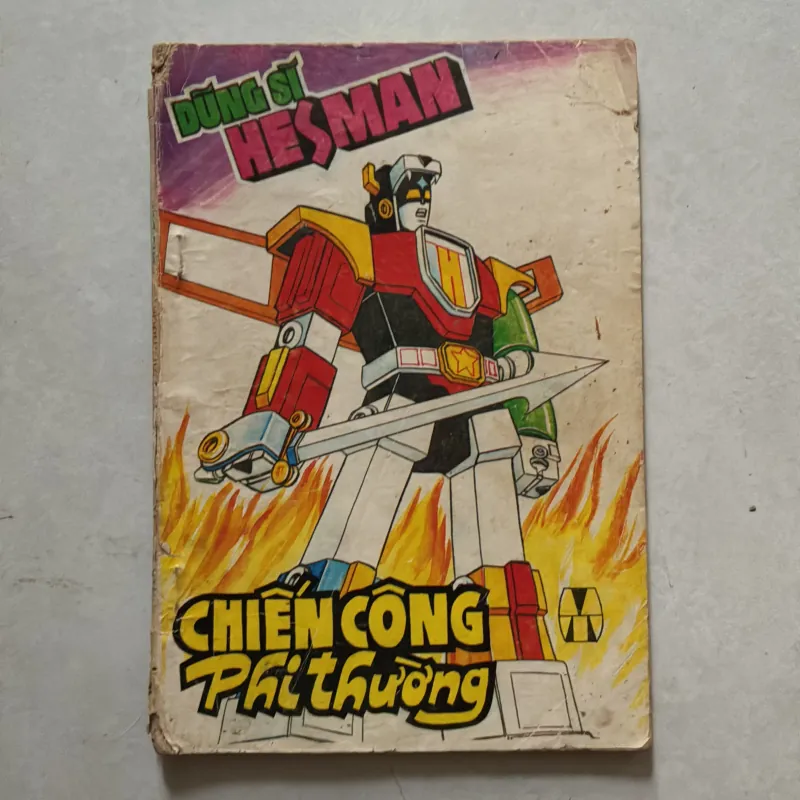 DŨNG SĨ
HESMAN
H
CHIẾN CÔNG
Phi thường